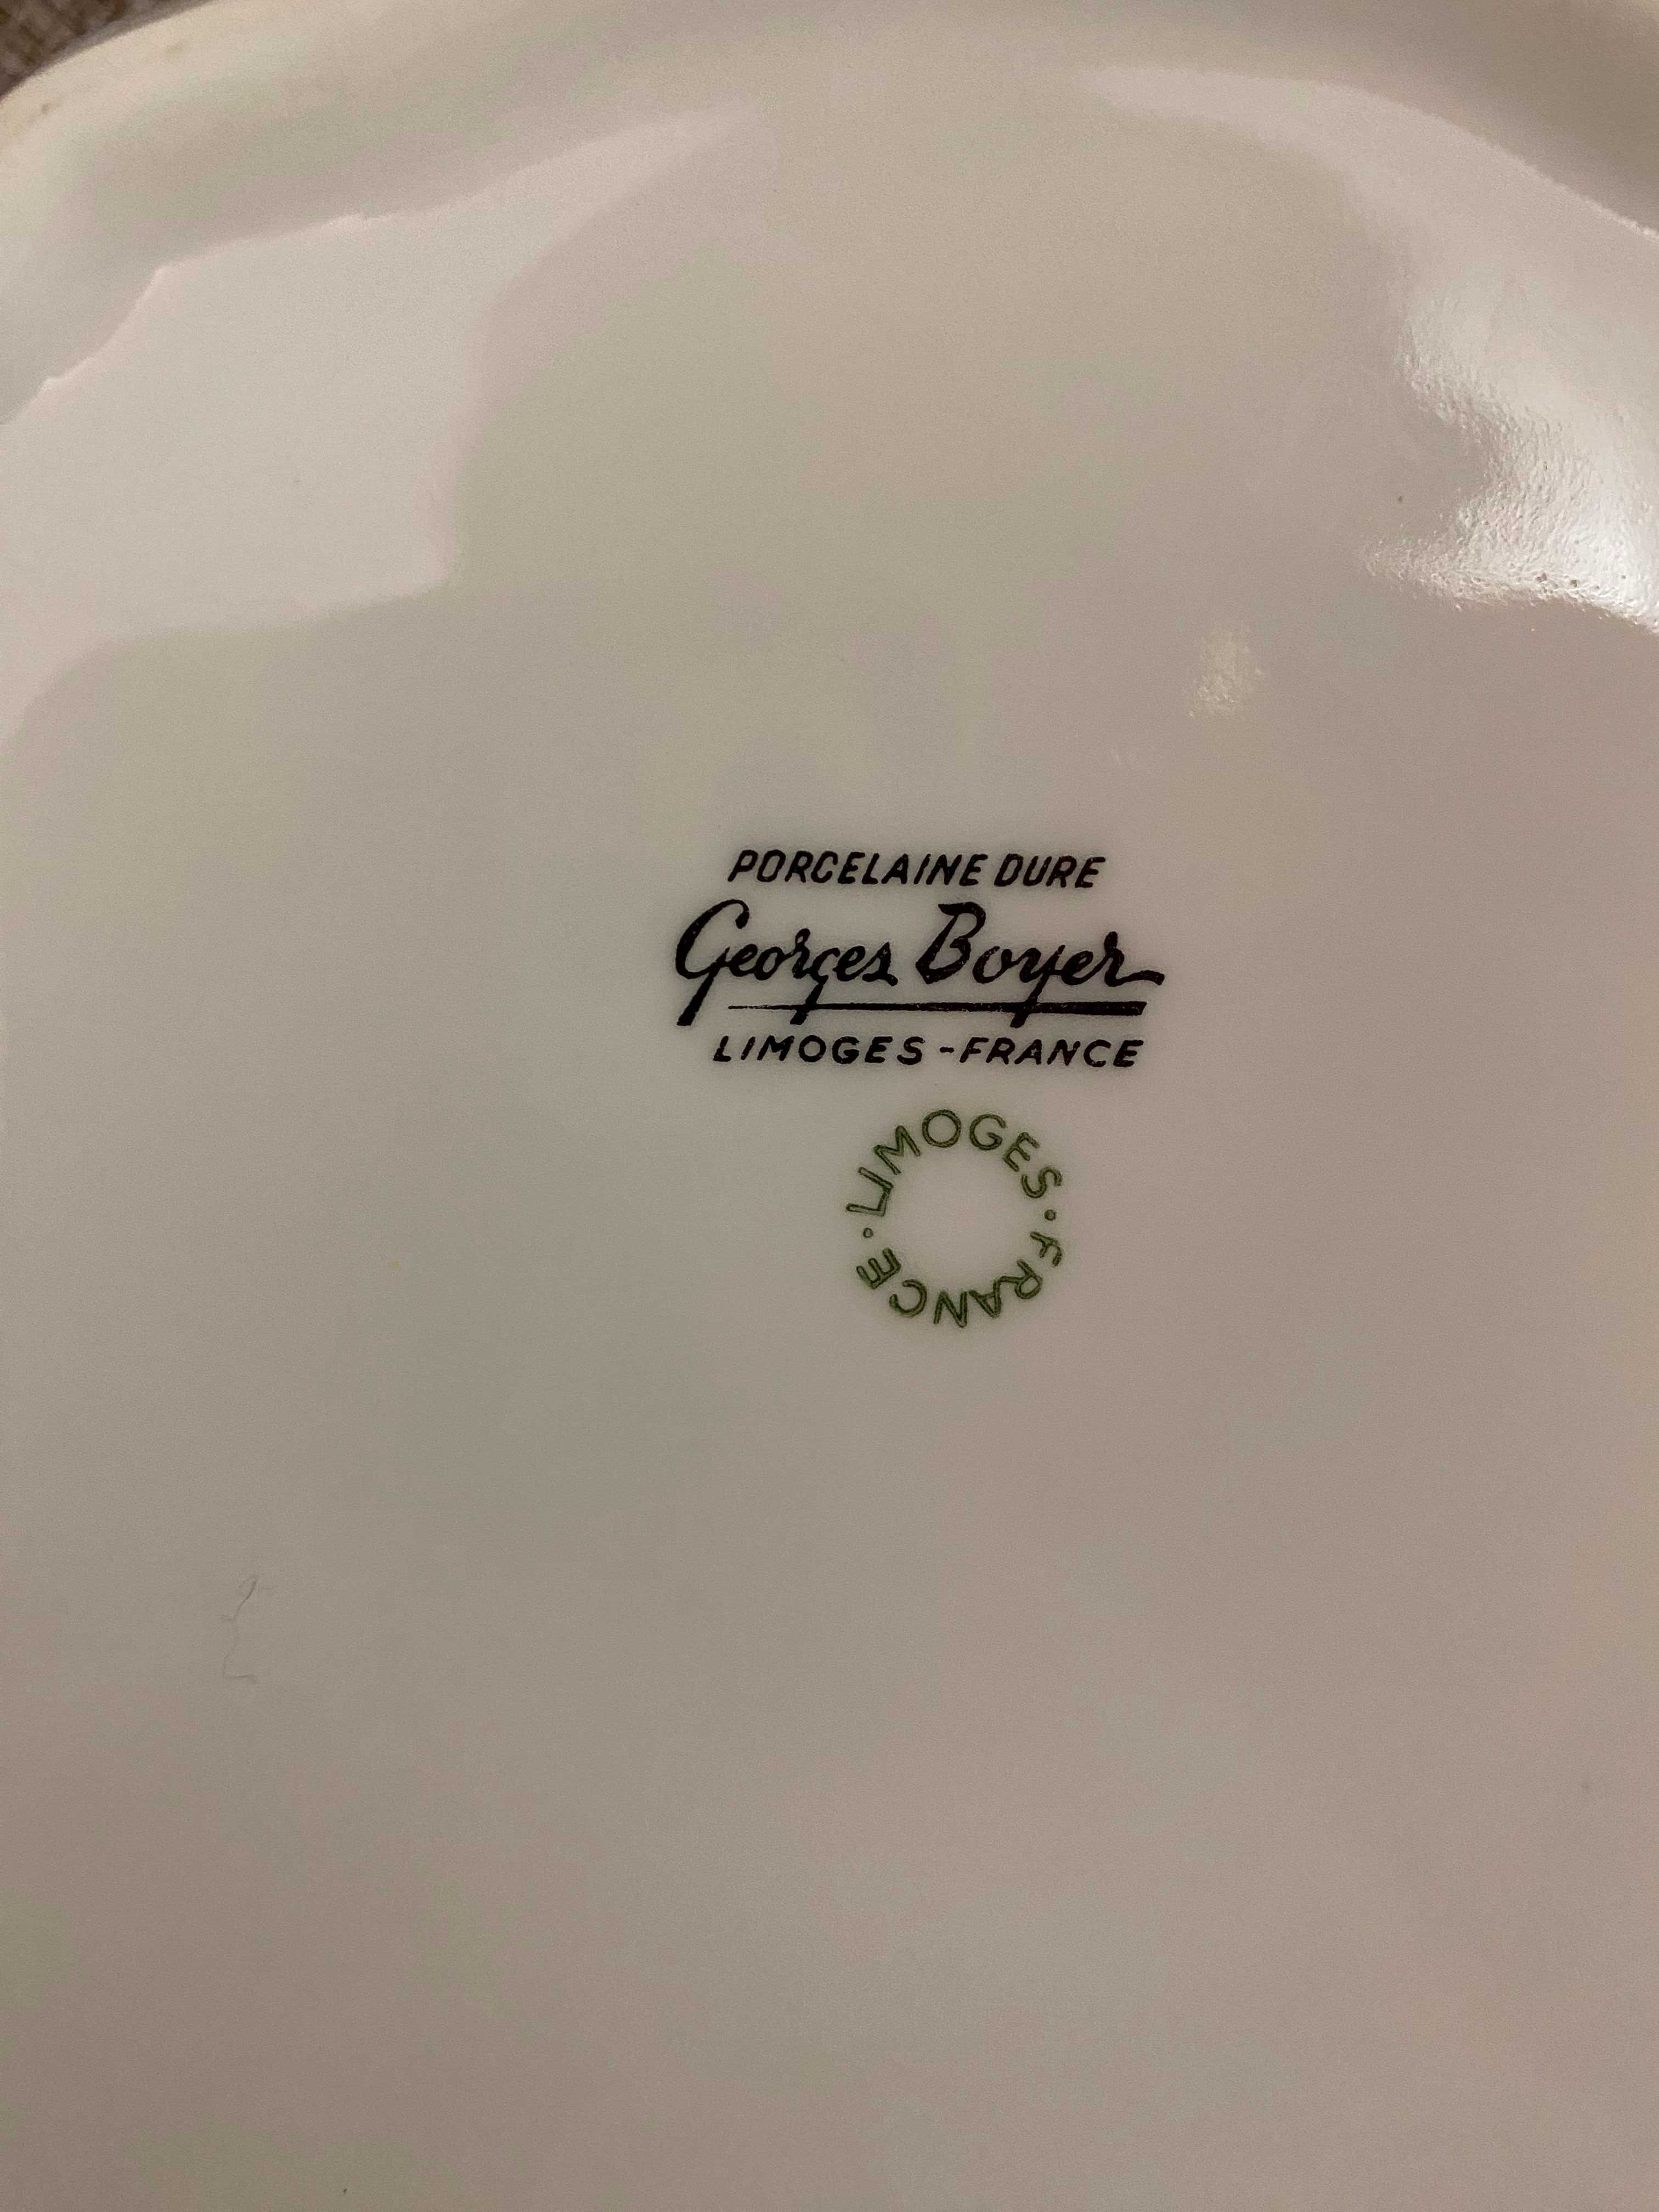 PORCELAINE DURE
Georges Boyer
LIMOGES - FRANCE
LIMOGES · FRANCE ·